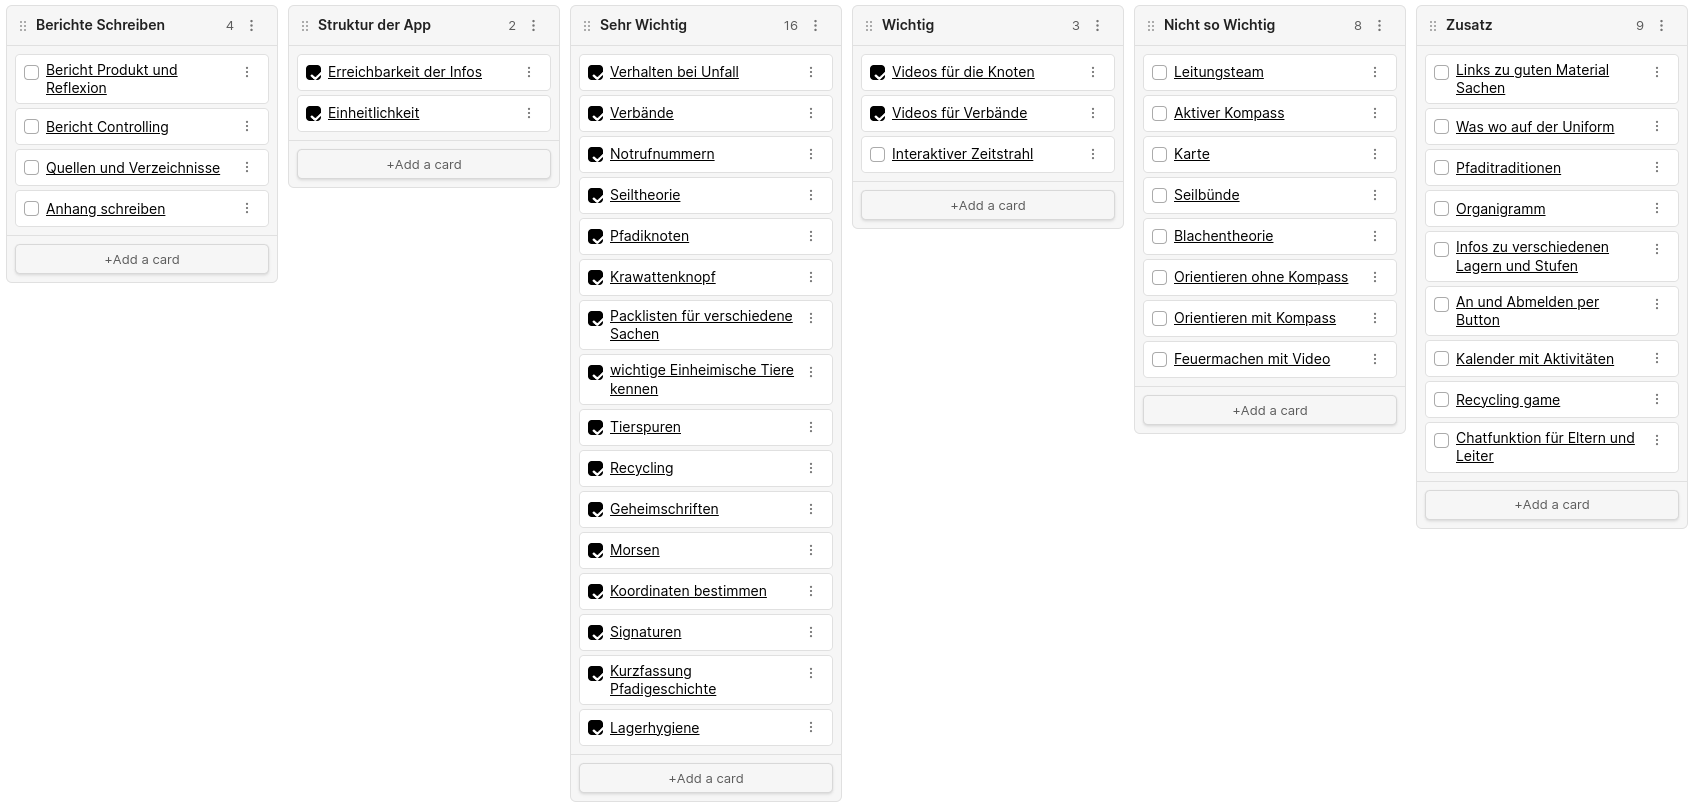 Berichte Schreiben 4
Bericht Produkt und
Reflexion
Bericht Controlling
Quellen und Verzeichnisse
Anhang schreiben
+Add a card
Struktur der App 2
Erreichbarkeit der Infos
Einheitlichkeit
+Add a card
Sehr Wichtig 16
Verhalten bei Unfall
Verbände
Notrufnummern
Seiltheorie
Pfadiknoten
Krawattenknopf
Packlisten für verschiedene
Sachen
wichtige Einheimische Tiere
kennen
Tierspuren
Recycling
Geheimschriften
Morsen
Koordinaten bestimmen
Signaturen
Kurzfassung
Pfadigeschichte
Lagerhygiene
+Add a card
Wichtig 3
Videos für die Knoten
Videos für Verbände
Interaktiver Zeitstrahl
+Add a card
Nicht so Wichtig 8
Leitungsteam
Aktiver Kompass
Karte
Seilbünde
Blachentheorie
Orientieren ohne Kompass
Orientieren mit Kompass
Feuermachen mit Video
+Add a card
Zusatz 9
Links zu guten Material
Sachen
Was wo auf der Uniform
Pfaditraditionen
Organigramm
Infos zu verschiedenen
Lagern und Stufen
An und Abmelden per
Button
Kalender mit Aktivitäten
Recycling game
Chatfunktion für Eltern und
Leiter
+Add a card